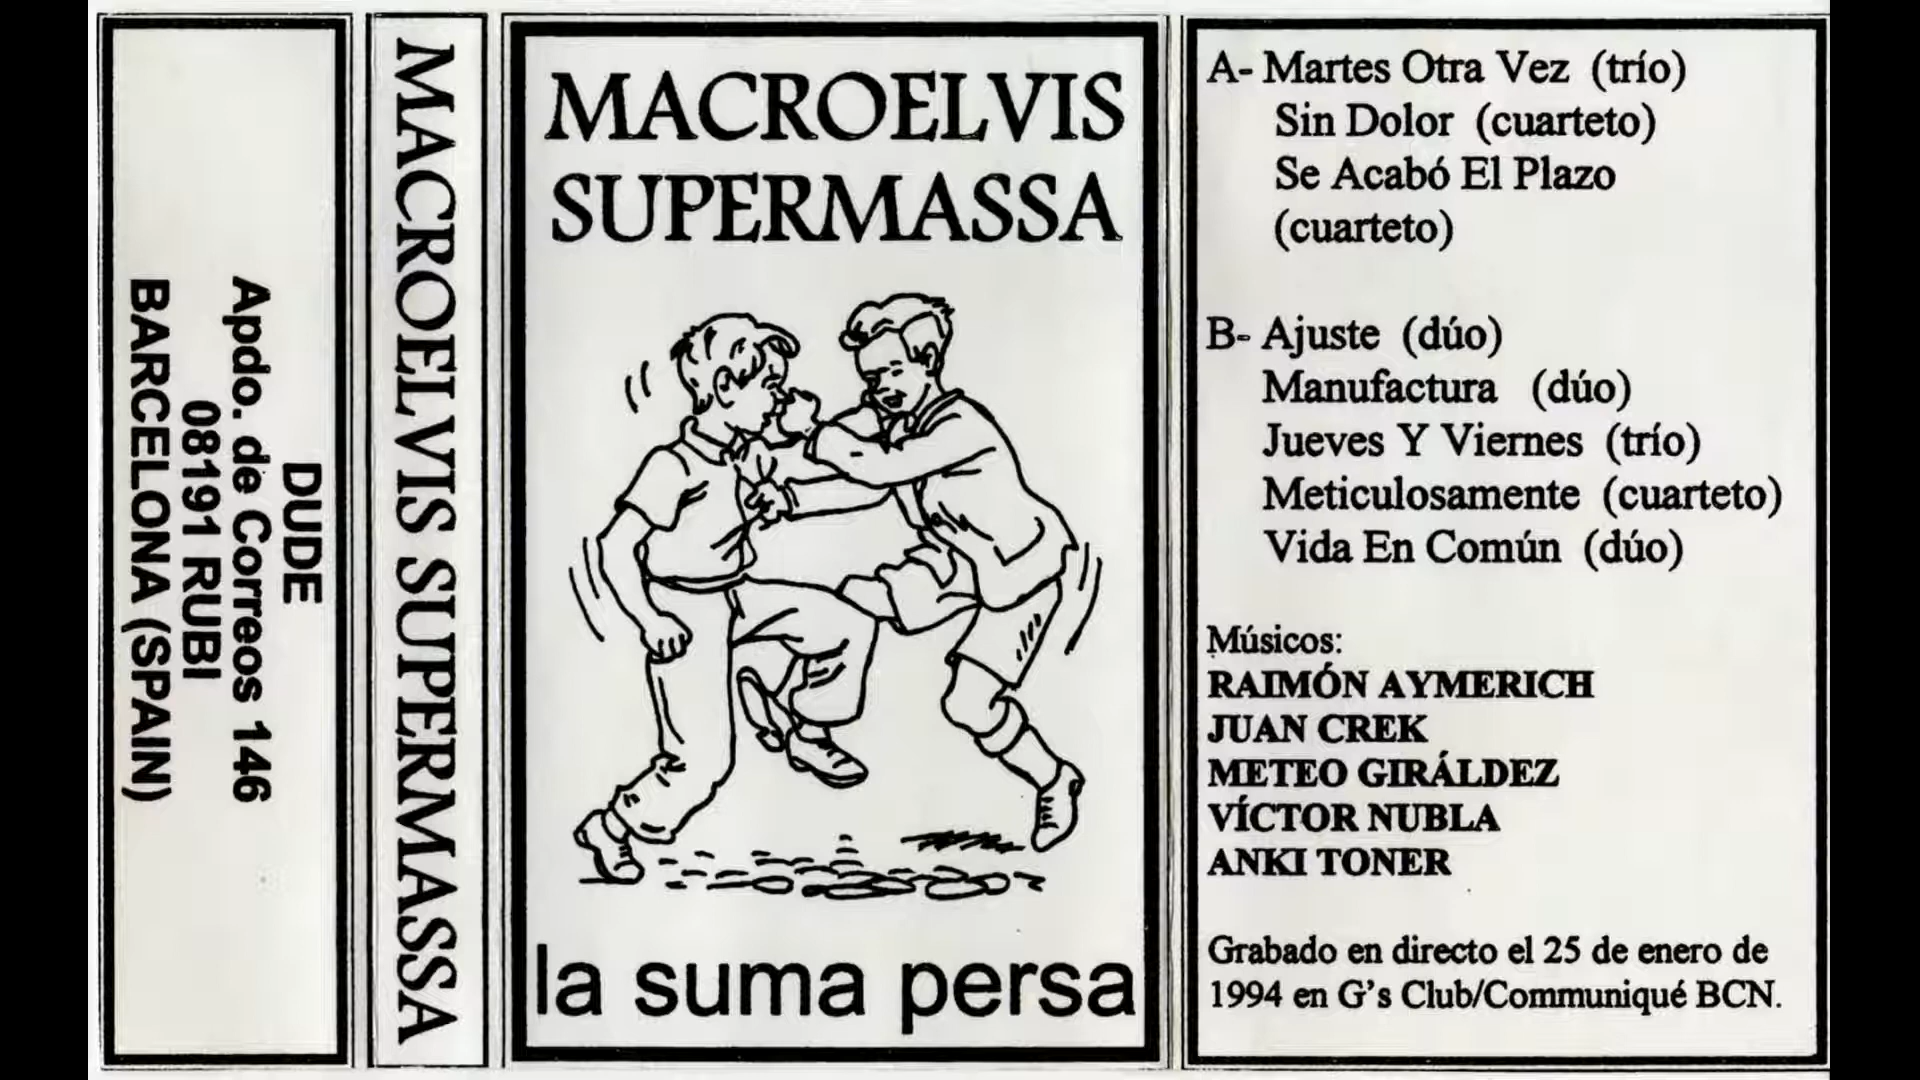 DUDE
Apdo. de Correos 146
08191 RUBI
BARCELONA (SPAIN)
MACROELVIS SUPERMASSA
MACROELVIS
SUPERMASSA
la suma persa
A- Martes Otra Vez (trío)
Sin Dolor (cuarteto)
Se Acabó El Plazo
(cuarteto)
B- Ajuste (dúo)
Manufactura (dúo)
Jueves Y Viernes (trío)
Meticulosamente (cuarteto)
Vida En Común (dúo)
Músicos:
RAIMÓN AYMERICH
JUAN CREK
METEO GIRÁLDEZ
VÍCTOR NUBLA
ANKI TONER
Grabado en directo el 25 de enero de
1994 en G's Club/Communiqué BCN.